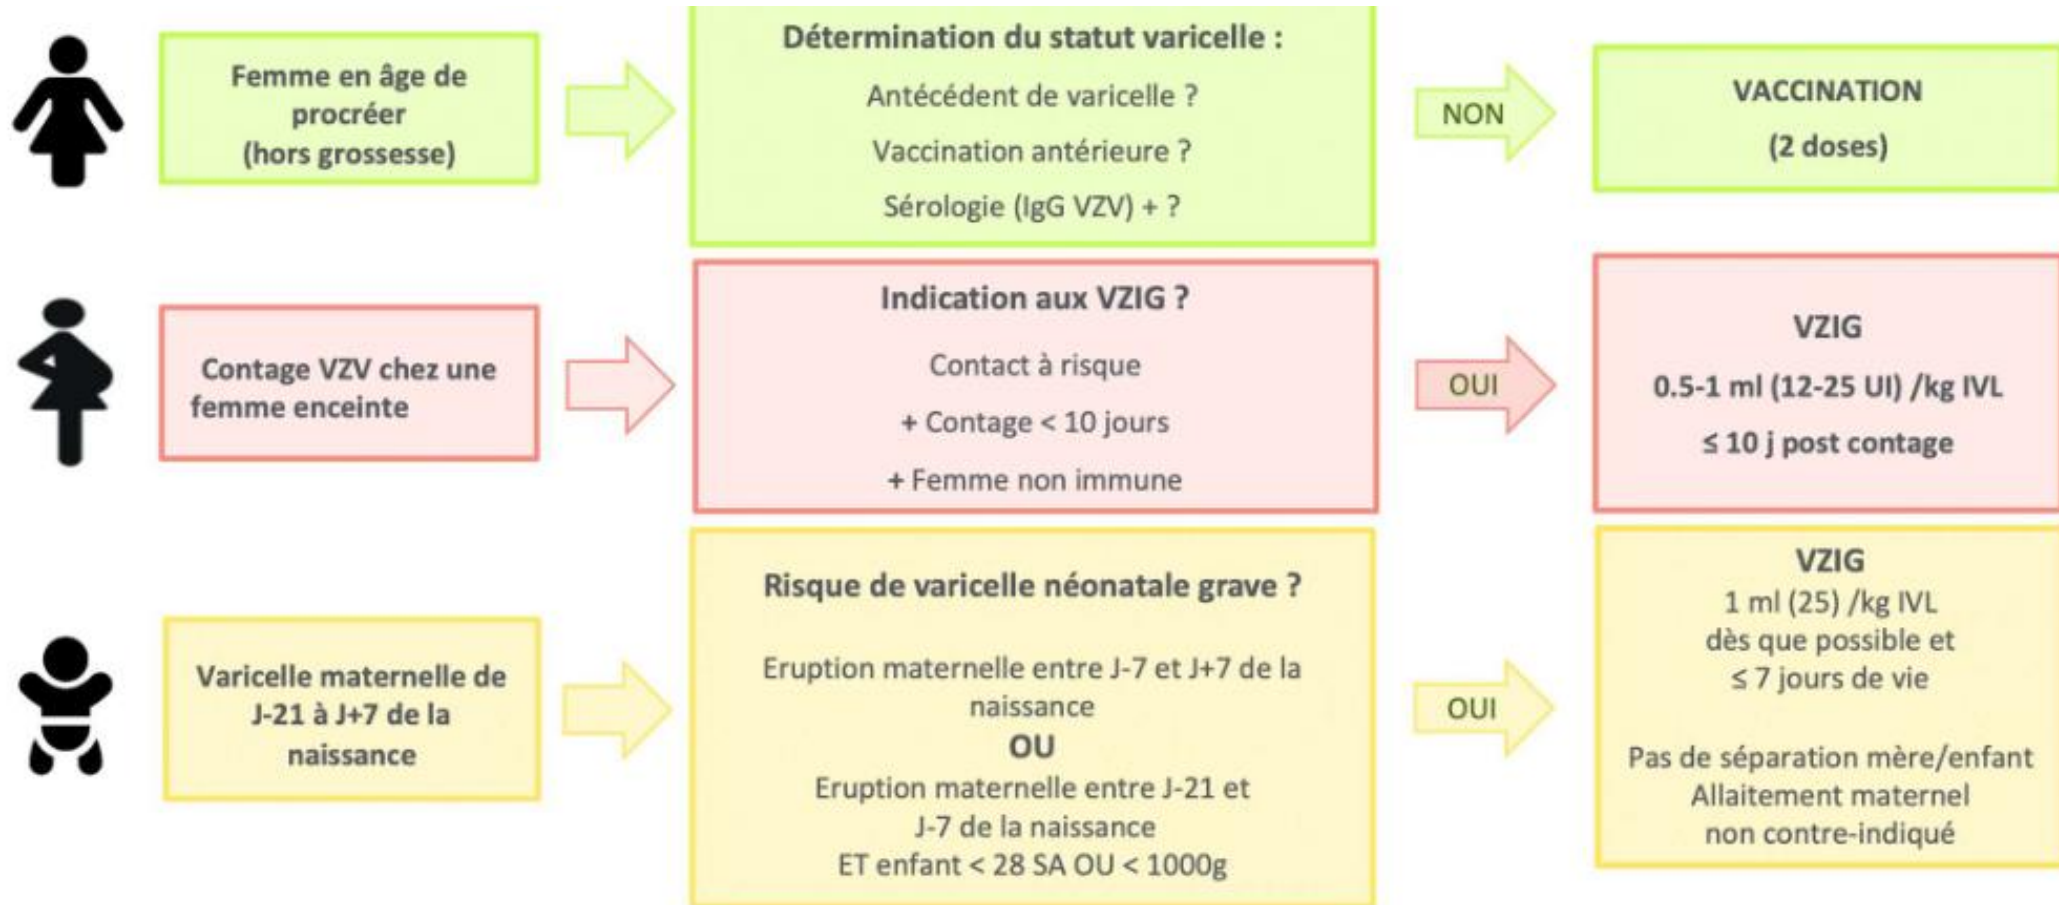 Femme en âge de
procréer
(hors grossesse)
Détermination du statut varicelle :
Antécédent de varicelle ?
Vaccination antérieure ?
Sérologie (IgG VZV) + ?
NON
VACCINATION
(2 doses)
Contage VZV chez une
femme enceinte
Indication aux VZIG ?
Contact à risque
+ Contage < 10 jours
+ Femme non immune
OUI
VZIG
0.5-1 ml (12-25 UI) /kg IVL
≤ 10 j post contage
Varicelle maternelle de
J-21 à J+7 de la
naissance
Risque de varicelle néonatale grave ?
Eruption maternelle entre J-7 et J+7 de la
naissance
OU
Eruption maternelle entre J-21 et
J-7 de la naissance
ET enfant < 28 SA OU < 1000g
OUI
VZIG
1 ml (25) /kg IVL
dès que possible et
≤ 7 jours de vie
Pas de séparation mère/enfant
Allaitement maternel
non contre-indiqué